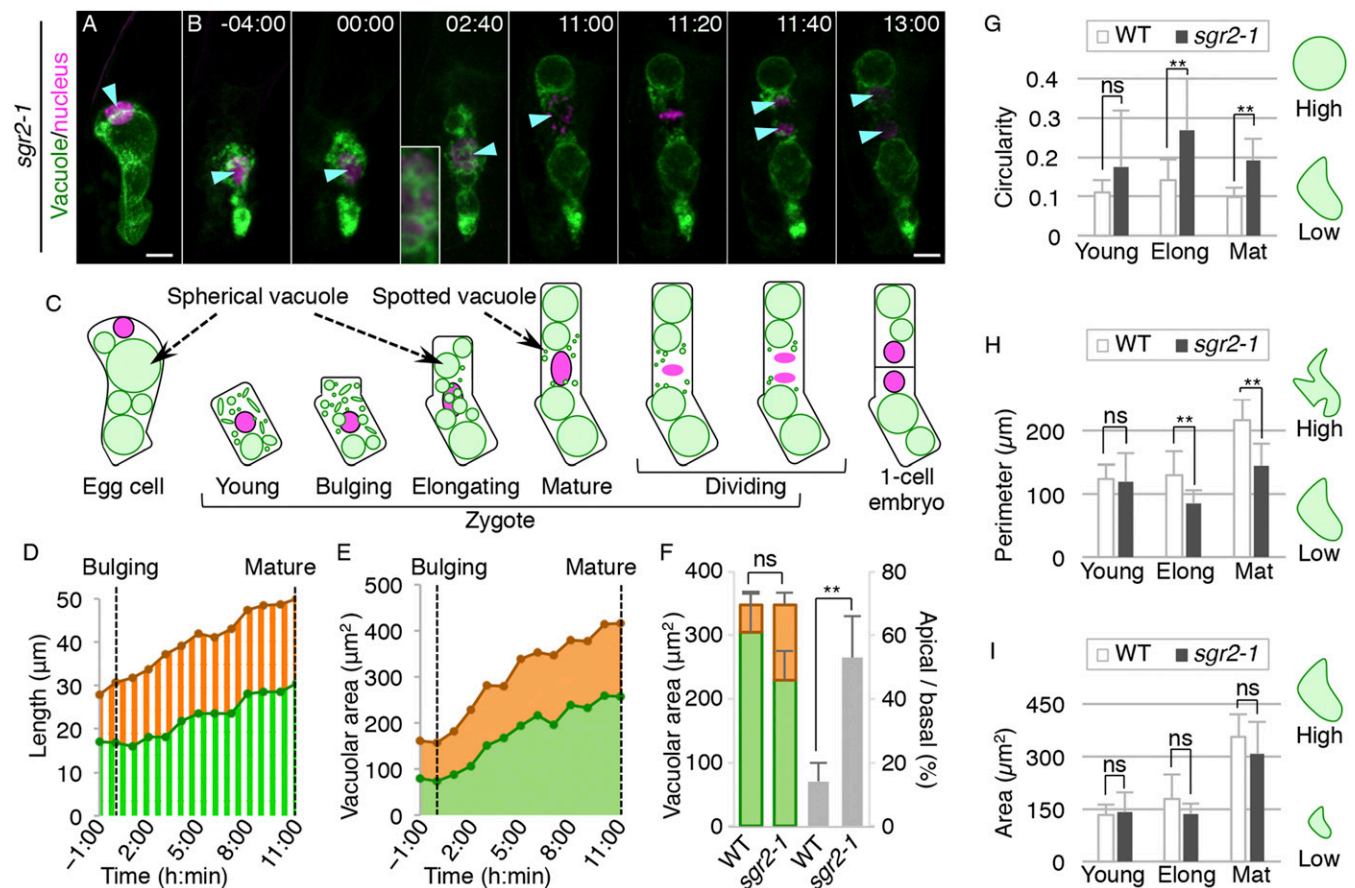 sgr2-1
Vacuole/nucleus
A
B
-04:00
00:00
02:40
11:00
11:20
11:40
13:00
C
Spherical vacuole
Spotted vacuole
Egg cell
Young
Bulging
Elongating
Mature
Dividing
1-cell
embryo
Zygote
D
Bulging
Mature
Length (μm)
50
40
30
20
10
0
–1:00
2:00
5:00
8:00
11:00
Time (h:min)
E
Bulging
Mature
Vacuolar area (μm²)
500
400
300
200
100
0
–1:00
2:00
5:00
8:00
11:00
Time (h:min)
F
Vacuolar area (μm²)
400
300
200
100
0
ns
**
80
60
40
20
0
Apical / basal (%)
WT
sgr2-1
WT
sgr2-1
G
WT sgr2-1
Circularity
0.4
0.3
0.2
0.1
0
ns
**
**
Young Elong Mat
High
Low
H
WT sgr2-1
Perimeter (μm)
200
100
0
ns
**
**
Young Elong Mat
High
Low
I
WT sgr2-1
Area (μm²)
450
300
150
0
ns
ns
ns
Young Elong Mat
High
Low